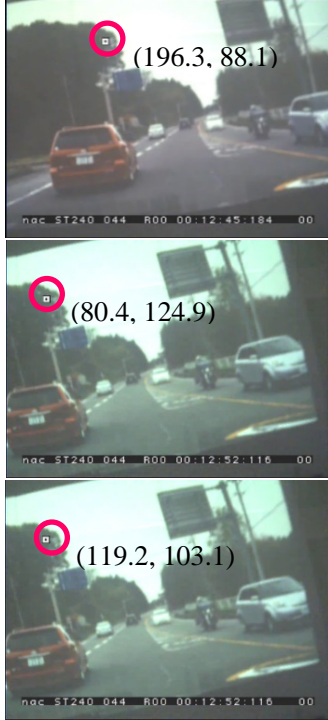 (196.3, 88.1)
nac ST240 044 R00 00:12:45:184 00
(80.4, 124.9)
nac ST240 044 R00 00:12:52:116 00
(119.2, 103.1)
nac ST240 044 R00 00:12:52:116 00